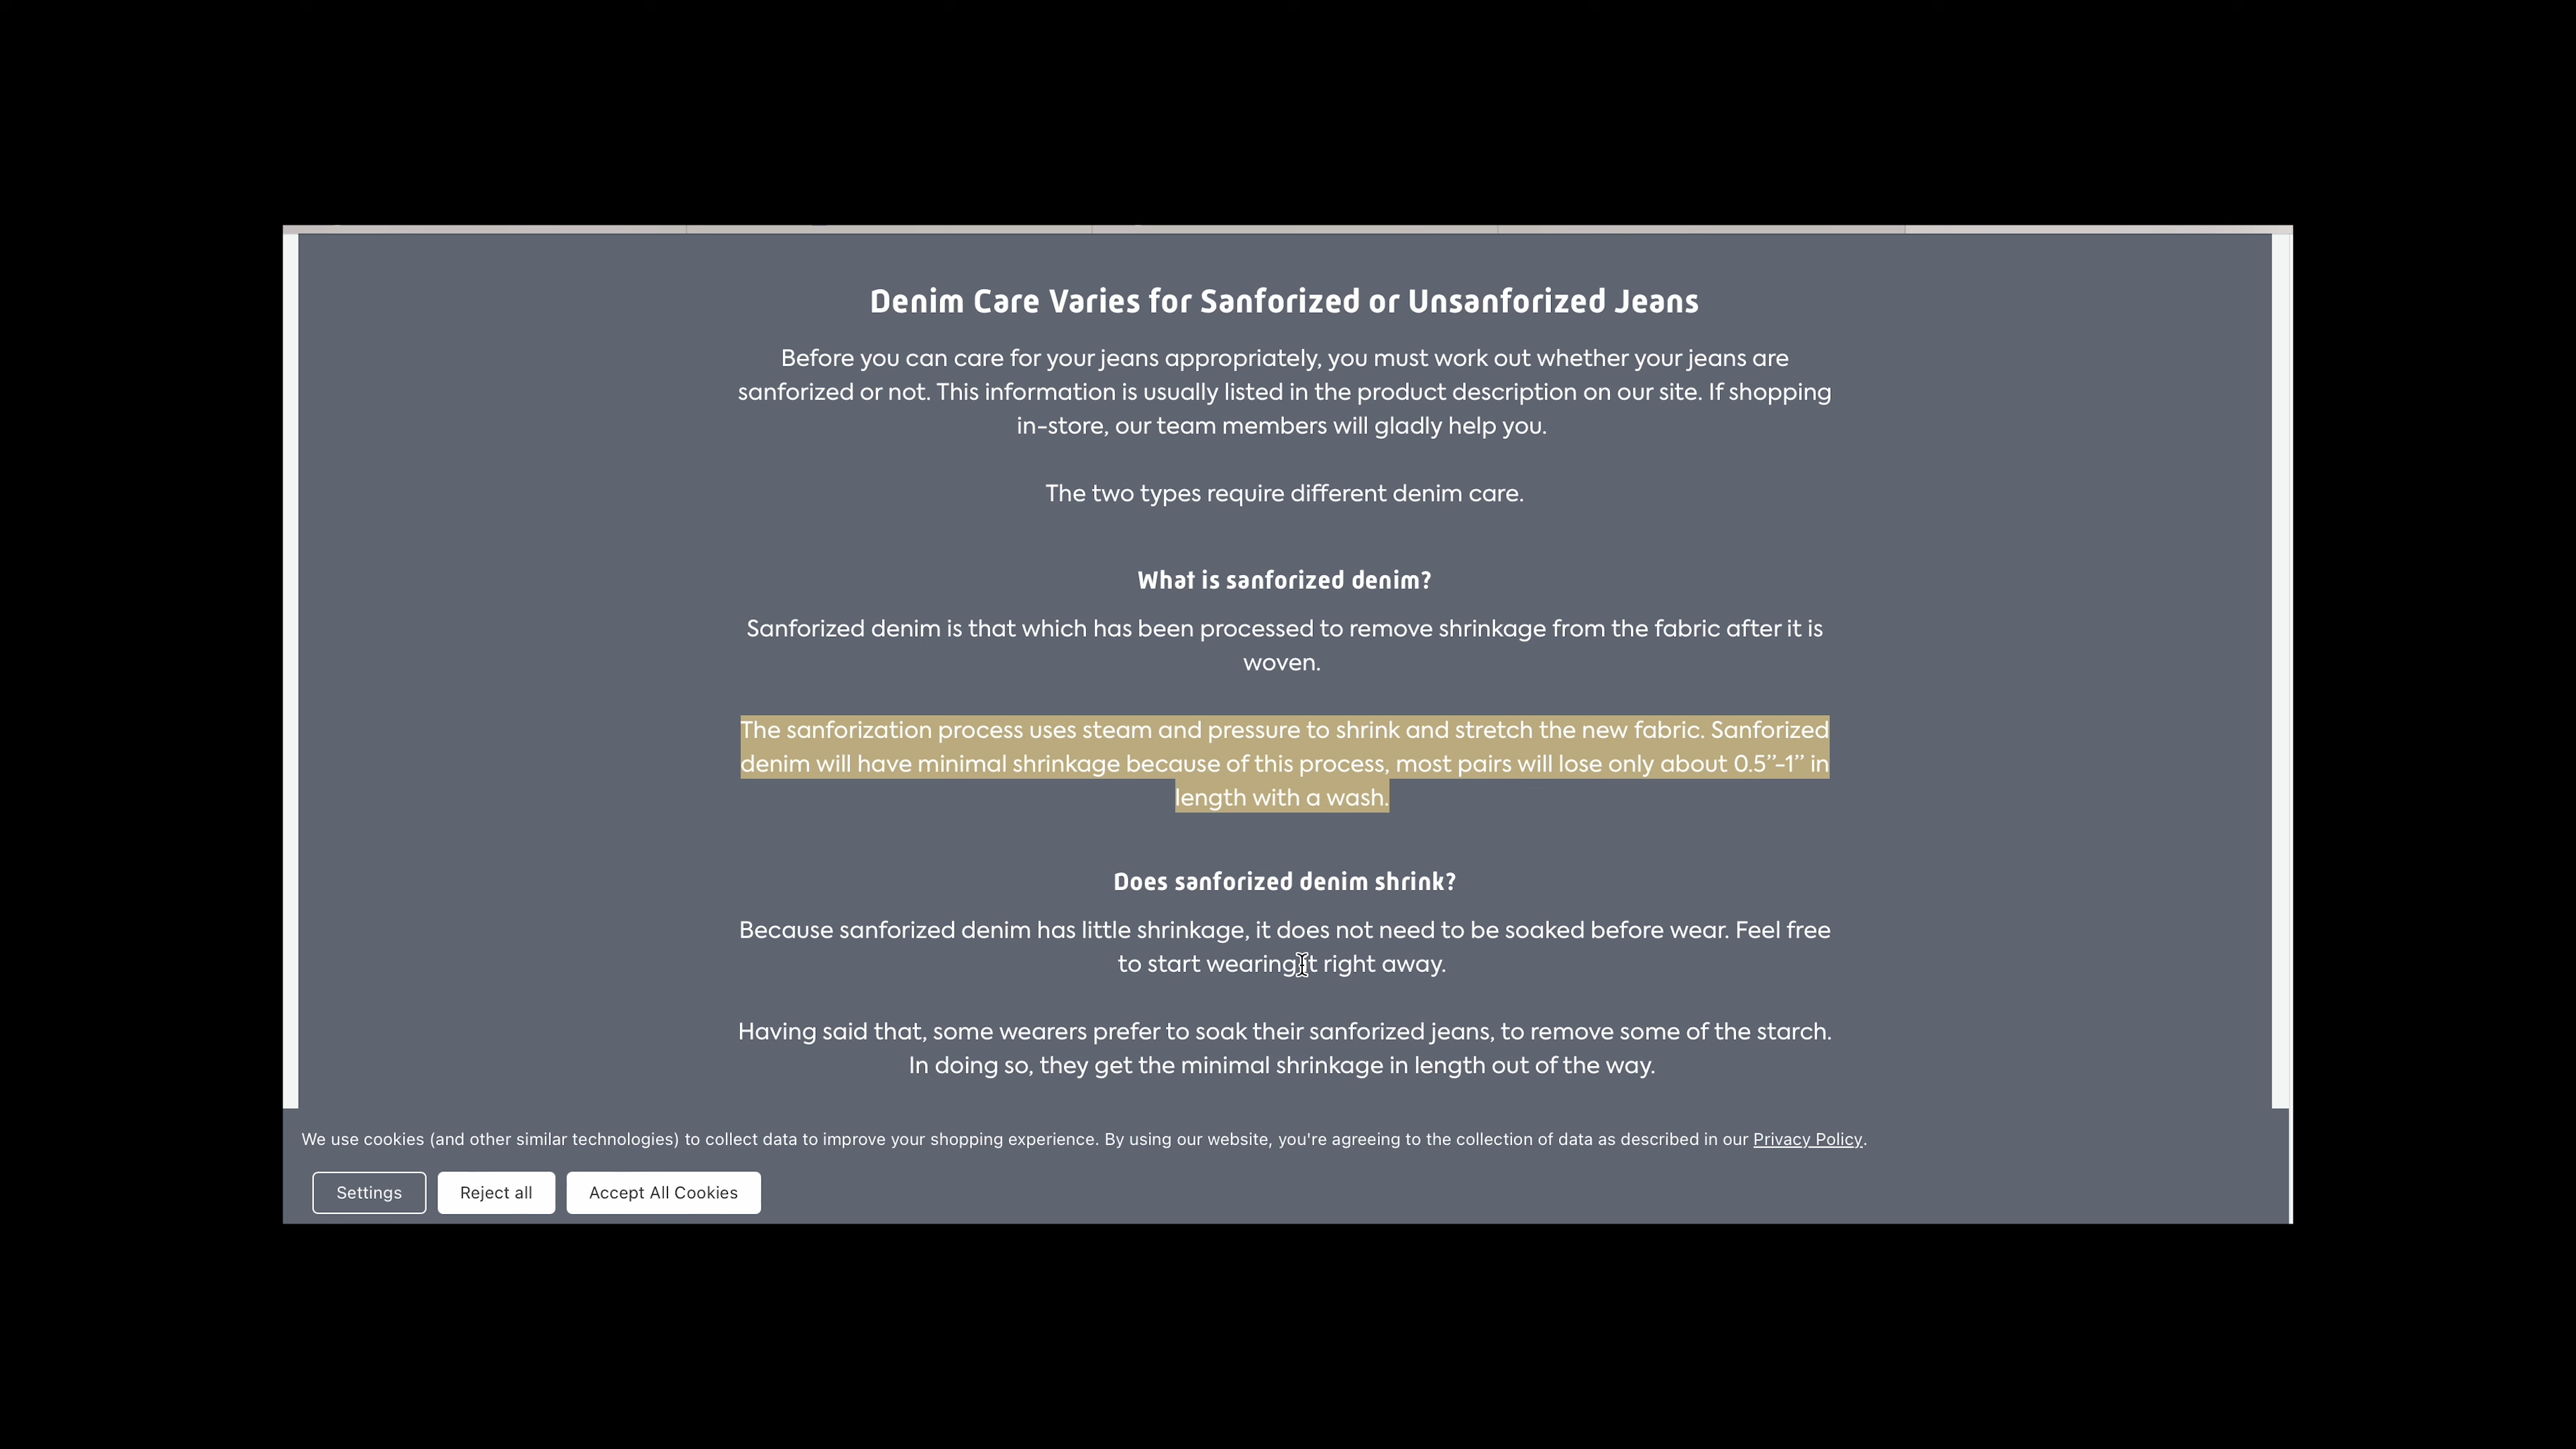 Denim Care Varies for Sanforized or Unsanforized Jeans
Before you can care for your jeans appropriately, you must work out whether your jeans are
sanforized or not. This information is usually listed in the product description on our site. If shopping
in-store, our team members will gladly help you.
The two types require different denim care.
What is sanforized denim?
Sanforized denim is that which has been processed to remove shrinkage from the fabric after it is
woven.
The sanforization process uses steam and pressure to shrink and stretch the new fabric. Sanforized
denim will have minimal shrinkage because of this process, most pairs will lose only about 0.5”-1” in
length with a wash.
Does sanforized denim shrink?
Because sanforized denim has little shrinkage, it does not need to be soaked before wear. Feel free
to start wearing it right away.
Having said that, some wearers prefer to soak their sanforized jeans, to remove some of the starch.
In doing so, they get the minimal shrinkage in length out of the way.
We use cookies (and other similar technologies) to collect data to improve your shopping experience. By using our website, you're agreeing to the collection of data as described in our Privacy Policy.
Settings Reject all Accept All Cookies